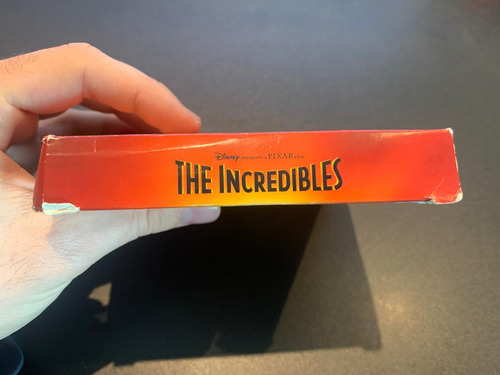 Disney PRESENTS A PIXAR FILM
THE INCREDIBLES